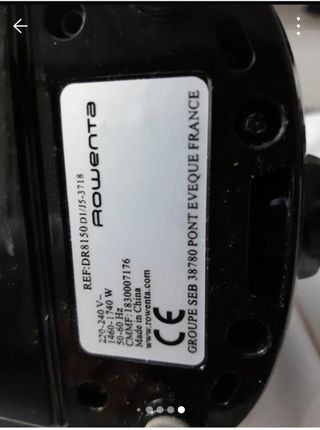 Rowenta
REF:DR8150 D1/J5-3718
220-240 V~
1460-1740 W
50-60 Hz
CMMF:1830007176
Made in China
www.rowenta.com
CE
GROUPE SEB 38780 PONT EVEQUE FRANCE